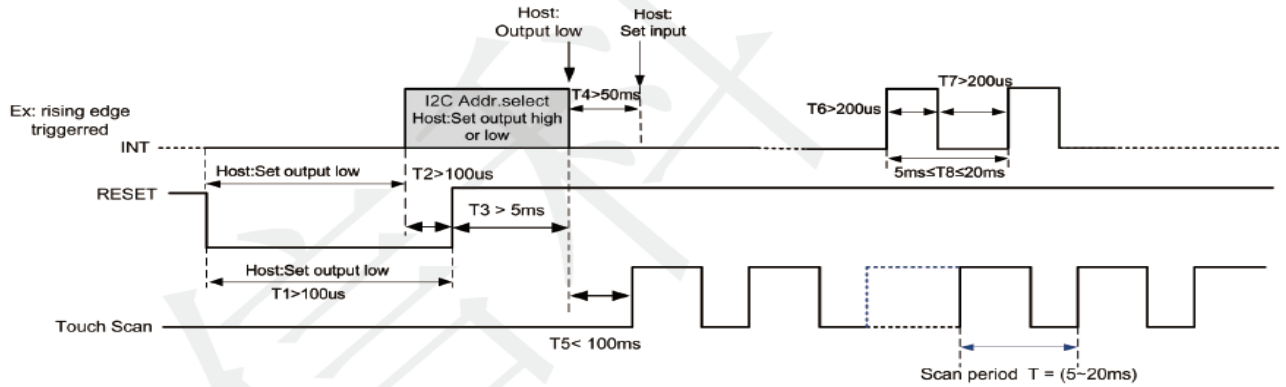 Host:
Output low
Host:
Set input
Ex: rising edge
triggerred
INT
I2C Addr.select
Host:Set output high
or low
T4>50ms
T6>200us
T7>200us
5ms≤T8≤20ms
Host:Set output low
T2>100us
RESET
T3 > 5ms
Host:Set output low
T1>100us
Touch Scan
T5< 100ms
Scan period T = (5~20ms)